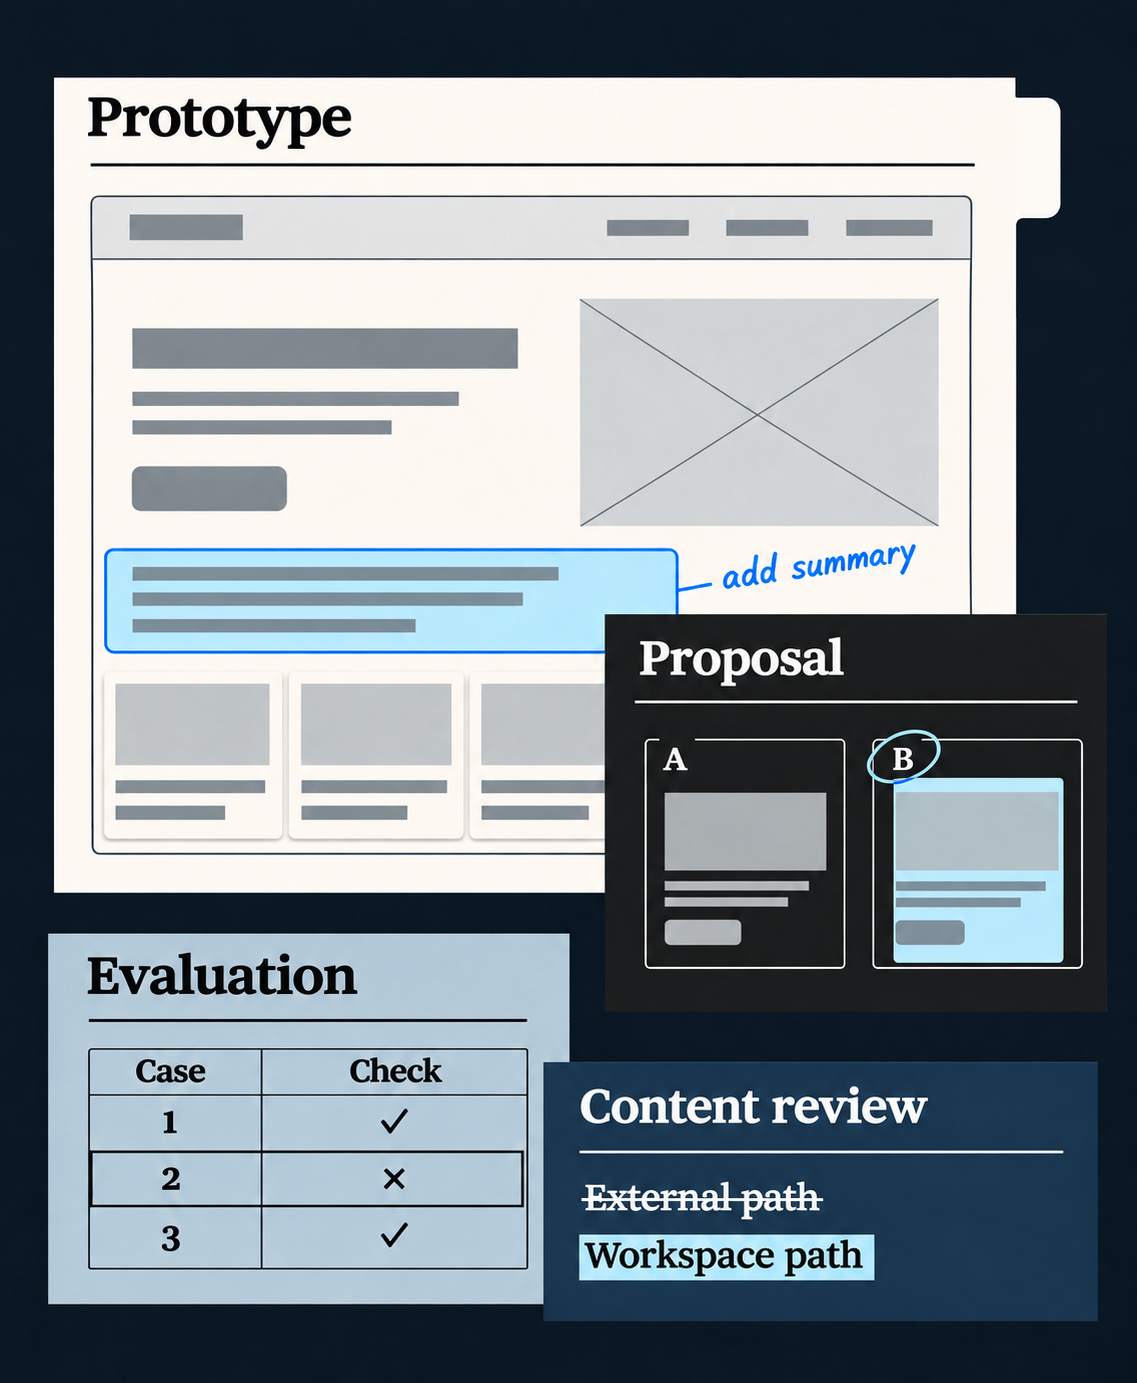 Prototype
add summary
Proposal
A
B
Evaluation
Case Check
1 ✓
2 ×
3 ✓
Content review
External path
Workspace path